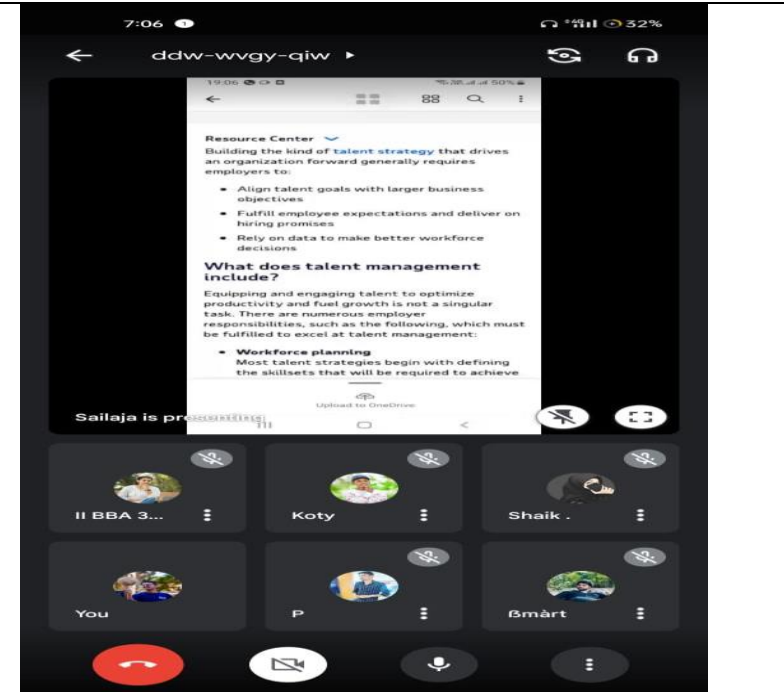 7:06 1 4G 32%
ddw-wvgy-qiw
19:06 50%
Resource Center
Building the kind of talent strategy that drives
an organization forward generally requires
employers to:
• Align talent goals with larger business
objectives
• Fulfill employee expectations and deliver on
hiring promises
• Rely on data to make better workforce
decisions
What does talent management
include?
Equipping and engaging talent to optimize
productivity and fuel growth is not a singular
task. There are numerous employer
responsibilities, such as the following, which must
be fulfilled to excel at talent management:
• Workforce planning
Most talent strategies begin with defining
the skillsets that will be required to achieve
Upload to OneDrive
Sailaja is presenting
II BBA 3...
Koty
Shaik .
You
P
ßmàrt